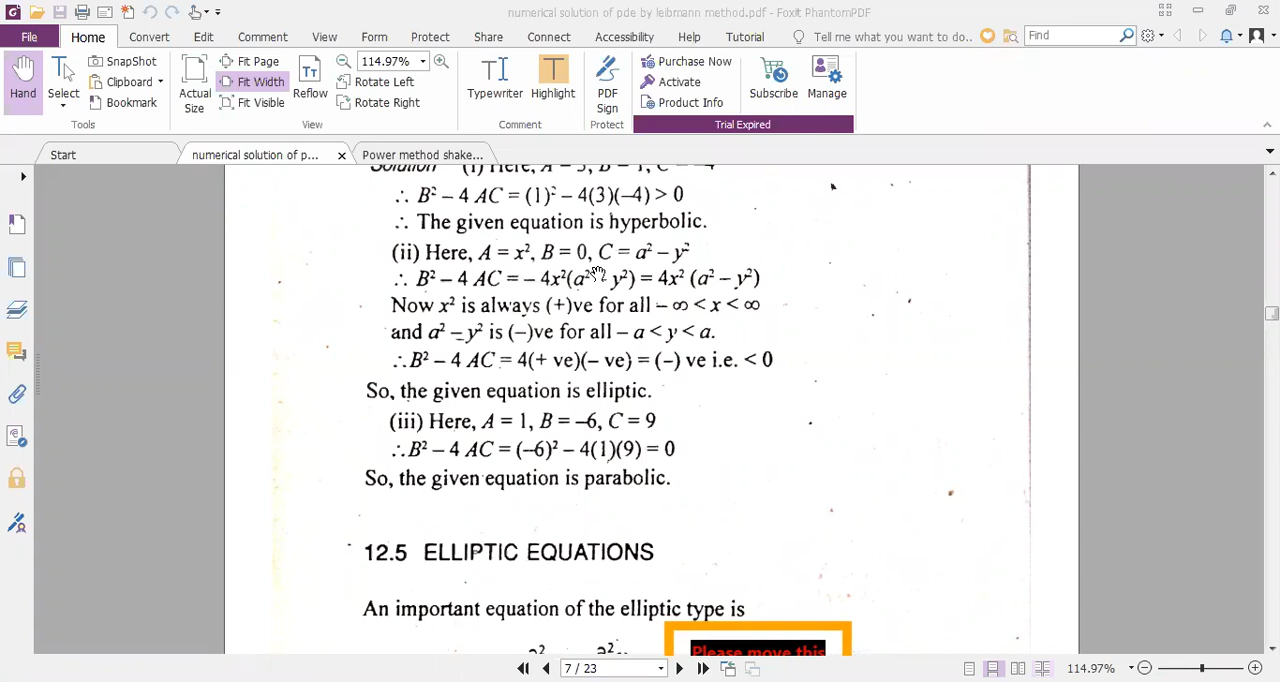 numerical solution of pde by leibmann method.pdf - Foxit PhantomPDF
File Home Convert Edit Comment View Form Protect Share Connect Accessibility Help Tutorial Tell me what you want to do.. Find
Hand
Select
SnapShot
Clipboard
Bookmark
Tools
Actual Size
Fit Page
Fit Width
Fit Visible
Reflow
114.97%
Rotate Left
Rotate Right
View
Typewriter
Highlight
Comment
PDF Sign
Protect
Purchase Now
Activate
Product Info
Subscribe
Manage
Trial Expired
Start numerical solution of p... Power method shake...
Solution (i) Here, A = 3, B = 1, C = −4
∴ B² − 4 AC = (1)² − 4(3)(−4) > 0
∴ The given equation is hyperbolic.
(ii) Here, A = x², B = 0, C = a² − y²
∴ B² − 4 AC = − 4x²(a² y²) = 4x² (a² − y²)
Now x² is always (+)ve for all − ∞ < x < ∞
and a² − y² is (−)ve for all − a < y < a.
∴ B² − 4 AC = 4(+ ve)(− ve) = (−) ve i.e. < 0
So, the given equation is elliptic.
(iii) Here, A = 1, B = −6, C = 9
∴ B² − 4 AC = (−6)² − 4(1)(9) = 0
So, the given equation is parabolic.
12.5 ELLIPTIC EQUATIONS
An important equation of the elliptic type is
Please move this
7 / 23
114.97%